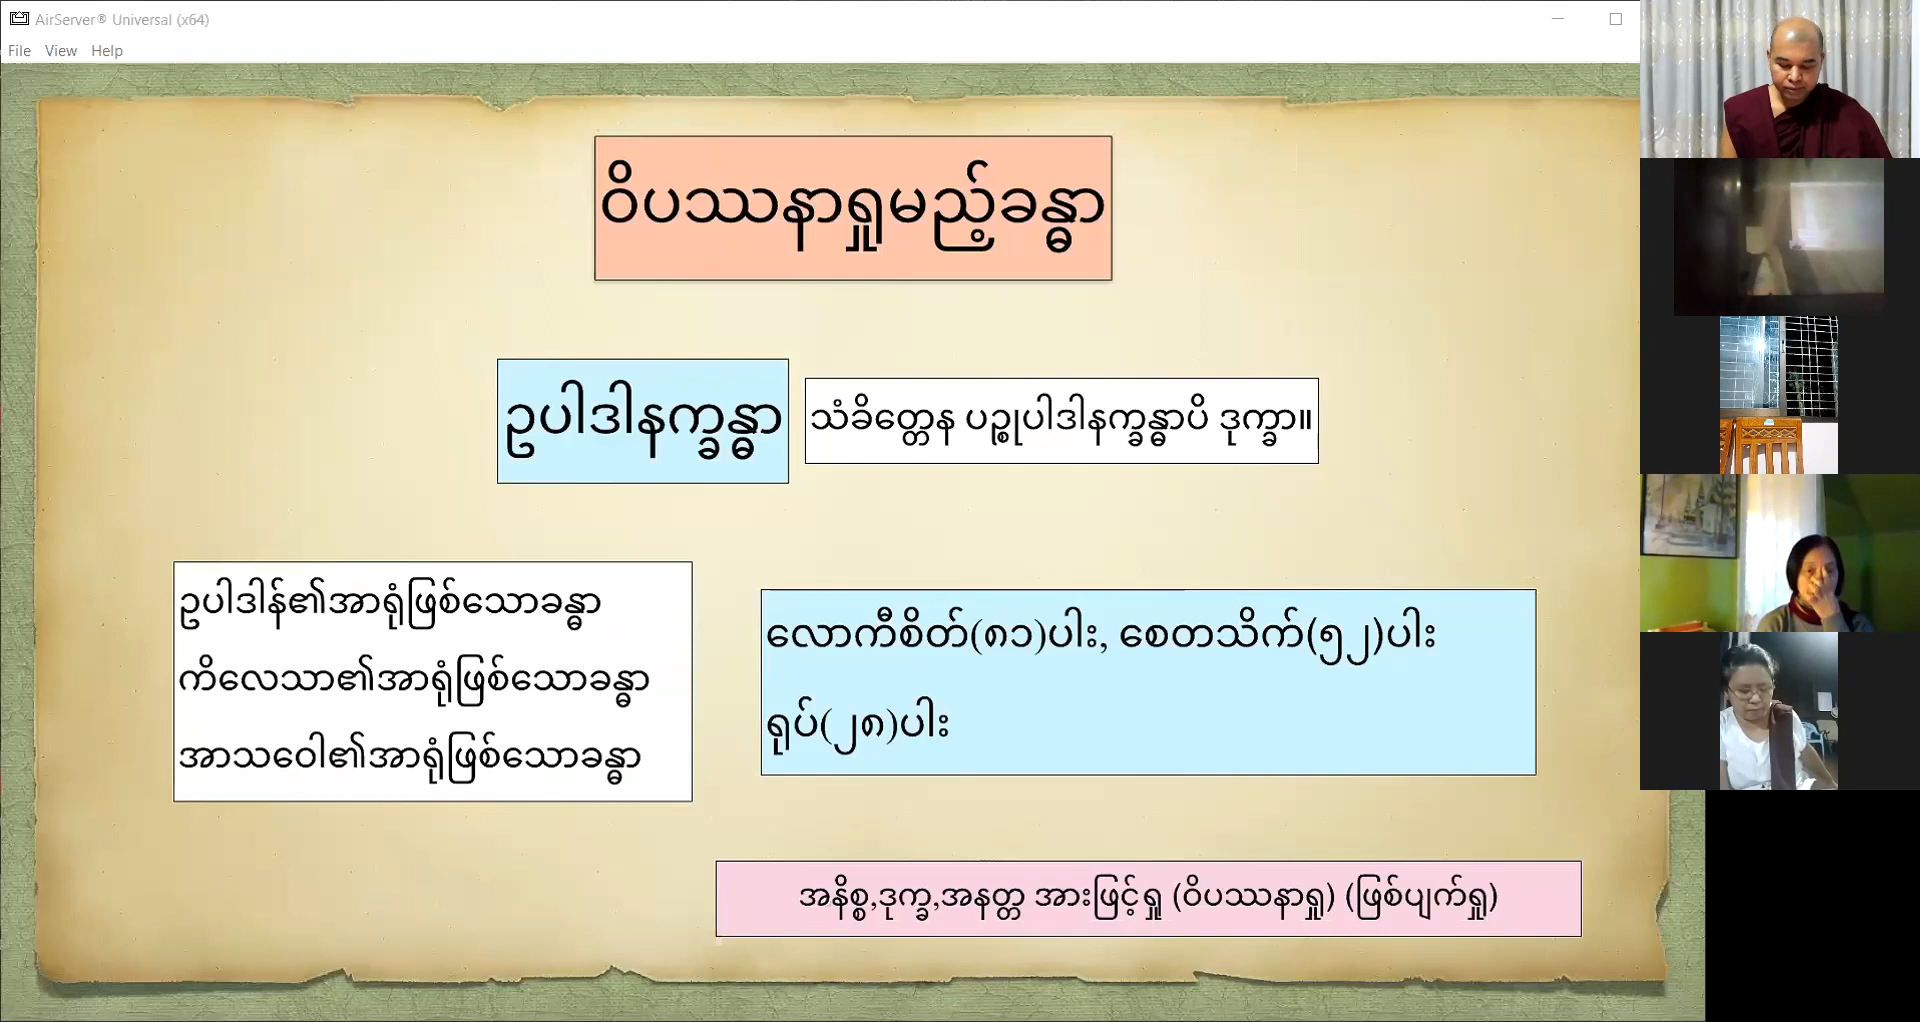 AirServer® Universal (x64)
File View Help
ဝိပဿနာရှုမည့်ခန္ဓာ
ဥပါဒါနက္ခန္ဓာ
သံခိတ္တေန ပဉ္စုပါဒါနက္ခန္ဓာပိ ဒုက္ခာ။
ဥပါဒါန်၏အာရုံဖြစ်သောခန္ဓာ
ကိလေသာ၏အာရုံဖြစ်သောခန္ဓာ
အာသဝေါ၏အာရုံဖြစ်သောခန္ဓာ
လောကီစိတ်(၈၁)ပါး, စေတသိက်(၅၂)ပါး
ရုပ်(၂၈)ပါး
အနိစ္စ,ဒုက္ခ,အနတ္တ အားဖြင့်ရှု (ဝိပဿနာရှု) (ဖြစ်ပျက်ရှု)